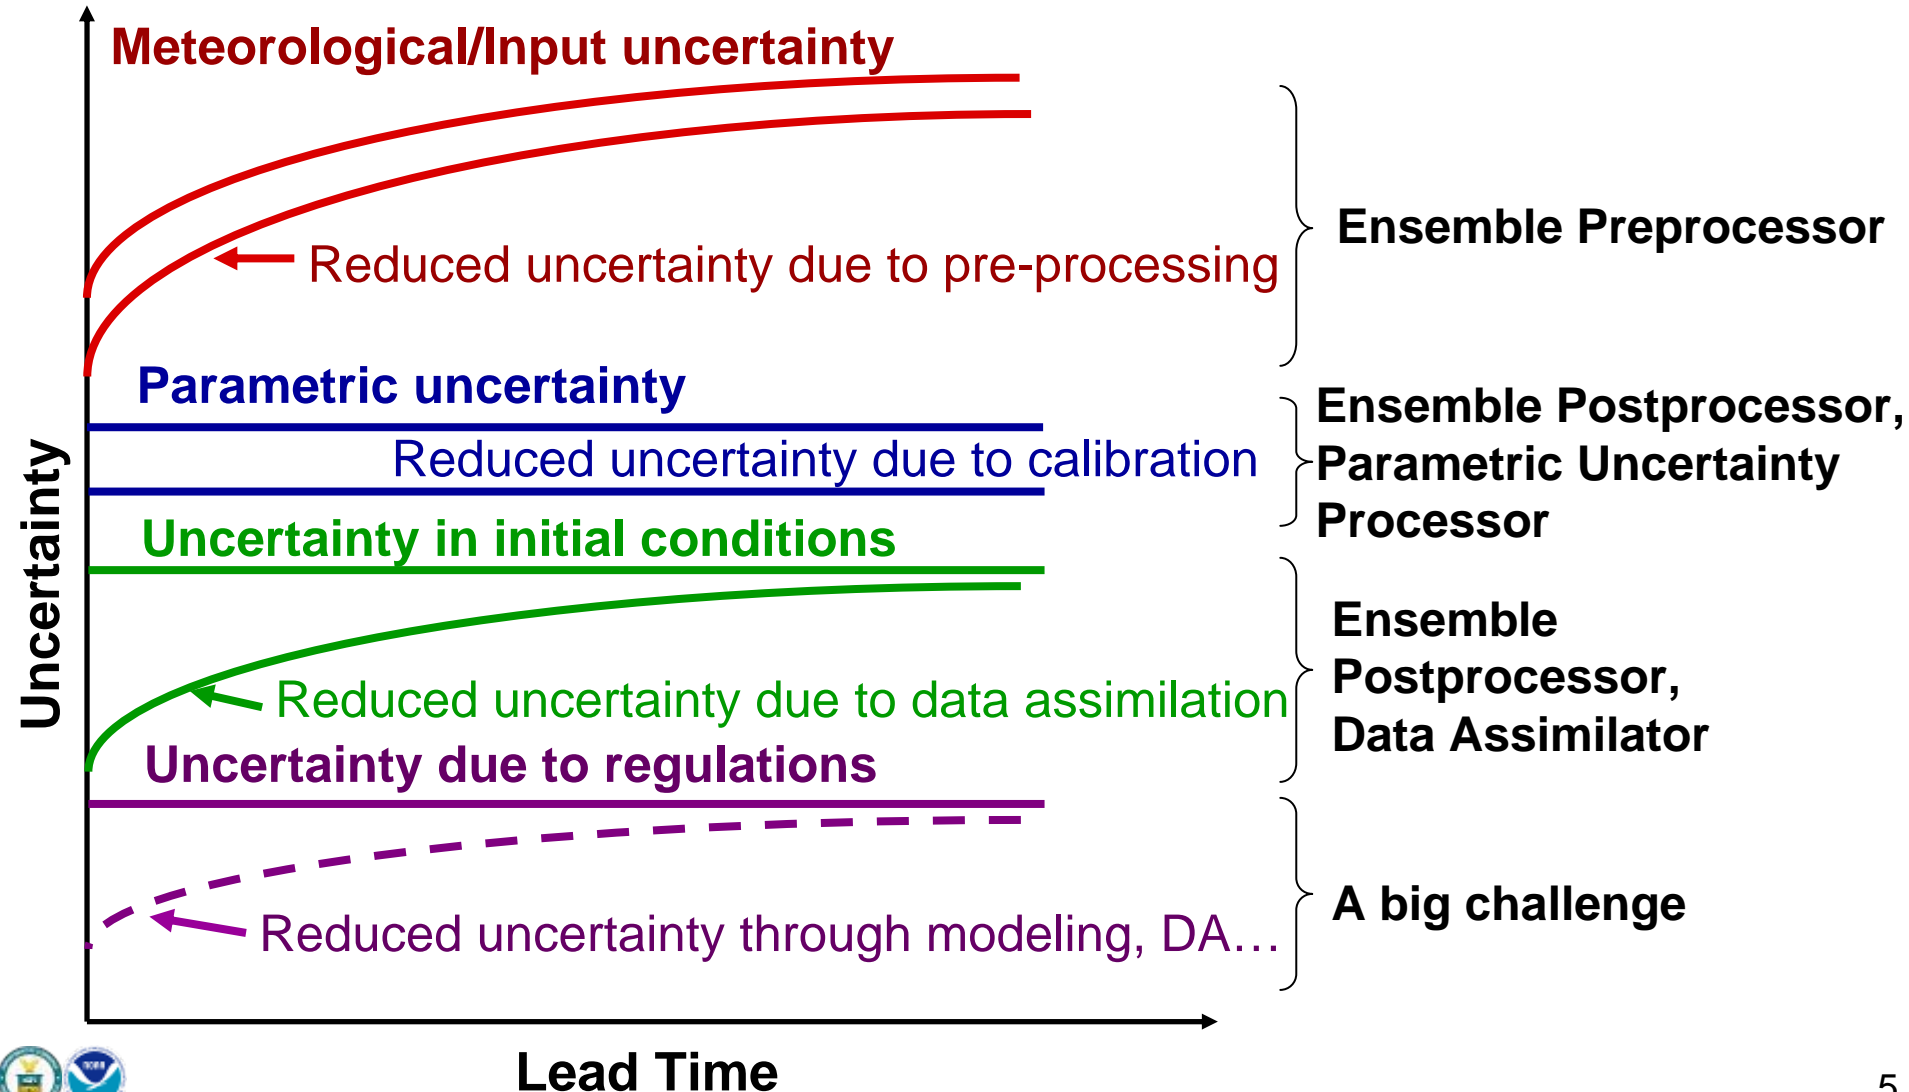 Meteorological/Input uncertainty
Reduced uncertainty due to pre-processing
Ensemble Preprocessor
Parametric uncertainty
Reduced uncertainty due to calibration
Ensemble Postprocessor,
Parametric Uncertainty
Processor
Uncertainty in initial conditions
Reduced uncertainty due to data assimilation
Ensemble
Postprocessor,
Data Assimilator
Uncertainty due to regulations
Reduced uncertainty through modeling, DA…
A big challenge
Uncertainty
Lead Time
noaa
5